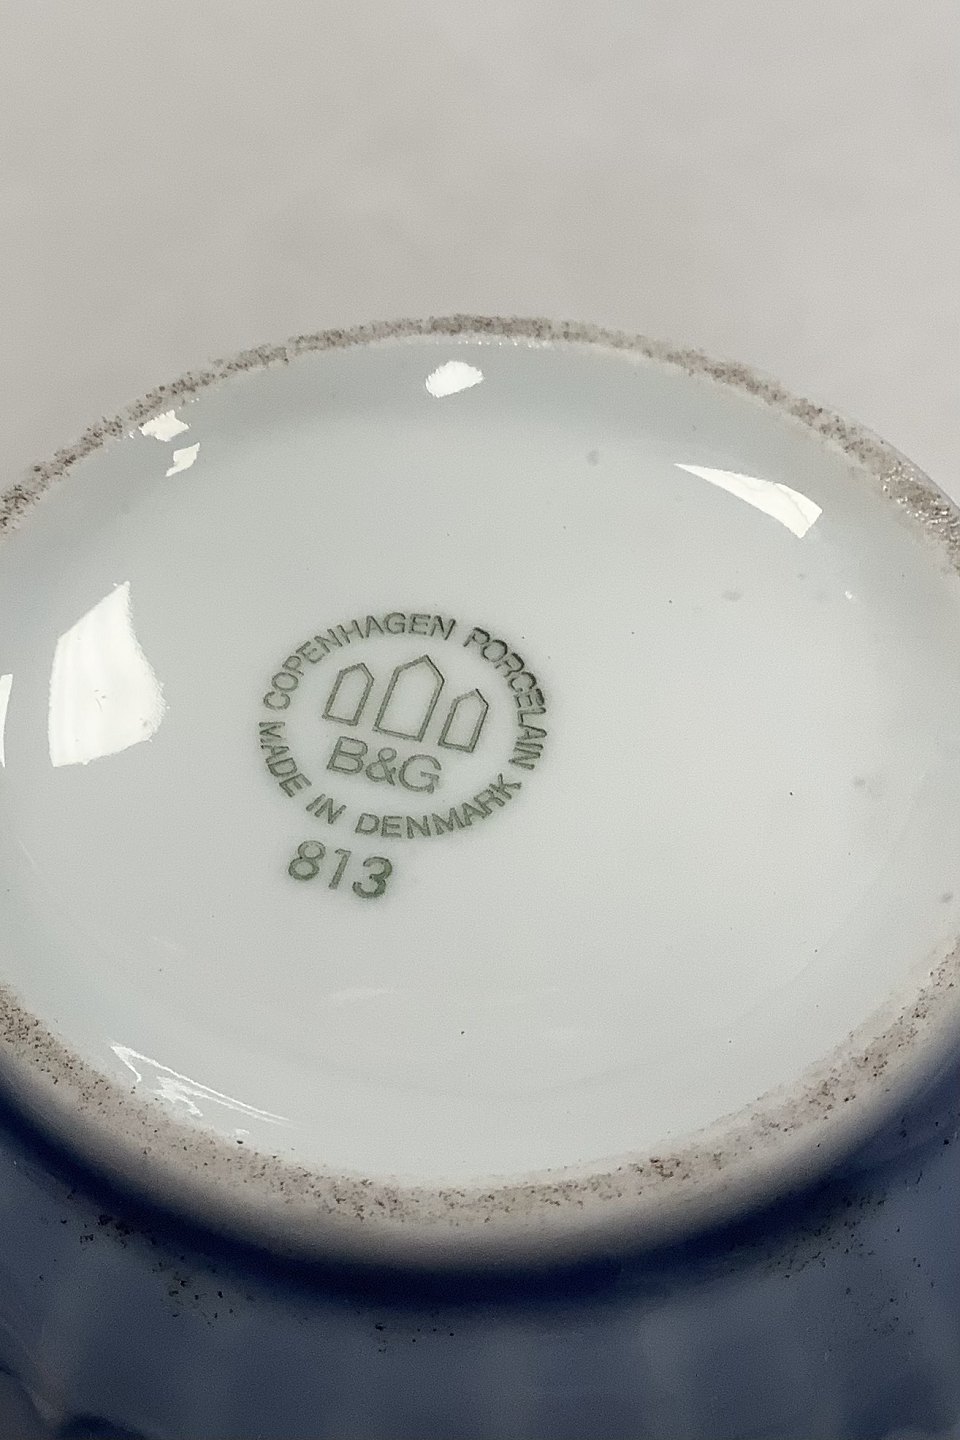 COPENHAGEN PORCELAIN
B&G
MADE IN DENMARK
813